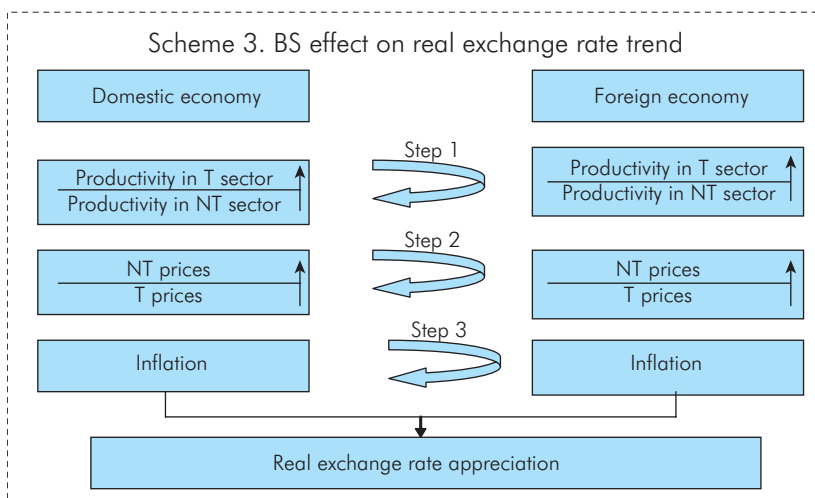 Scheme 3. BS effect on real exchange rate trend
Domestic economy
Foreign economy
Step 1
Productivity in T sector
Productivity in NT sector
Productivity in T sector
Productivity in NT sector
Step 2
NT prices
T prices
NT prices
T prices
Step 3
Inflation
Inflation
Real exchange rate appreciation